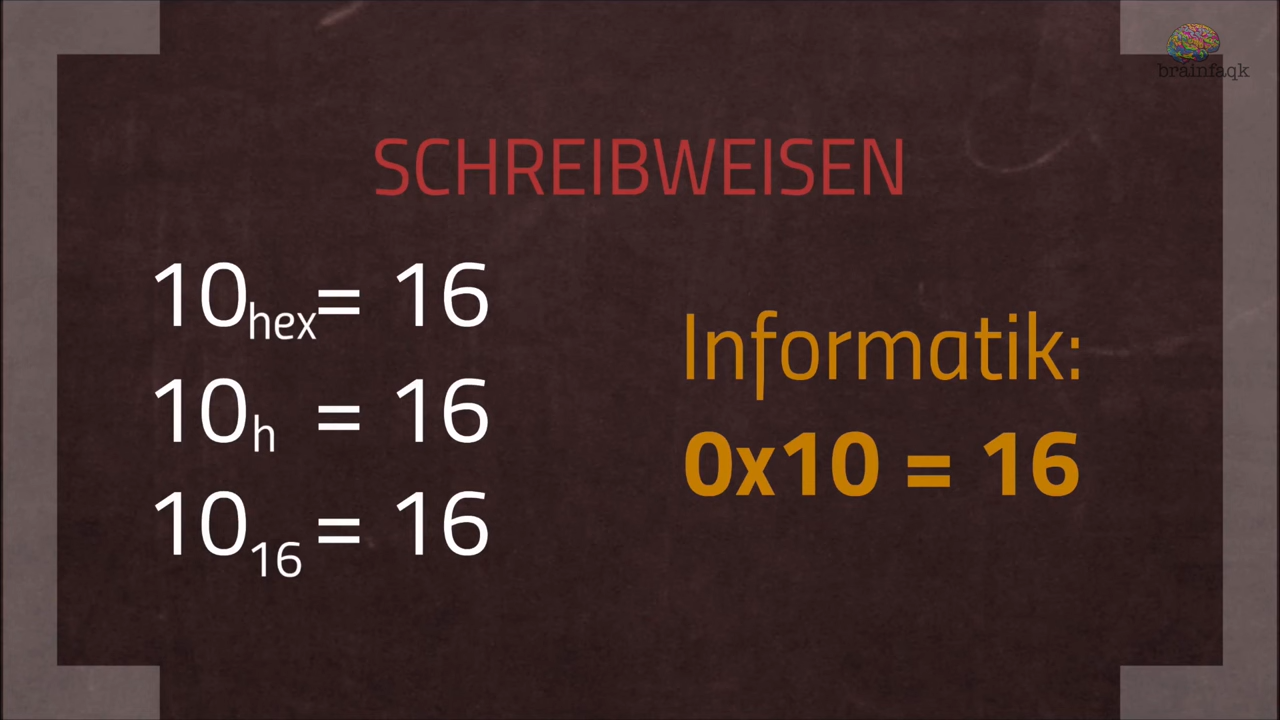 brainfaqk
SCHREIBWEISEN
10hex= 16
10h = 16
1016 = 16
Informatik:
0x10 = 16